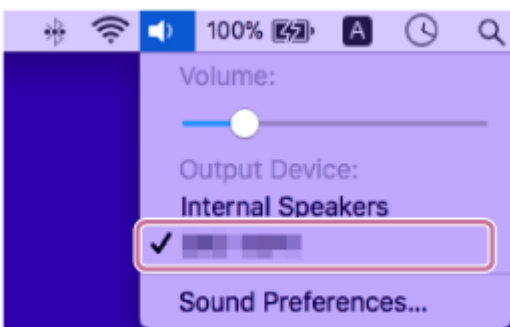 100% A
Volume:
Output Device:
Internal Speakers
Sound Preferences...